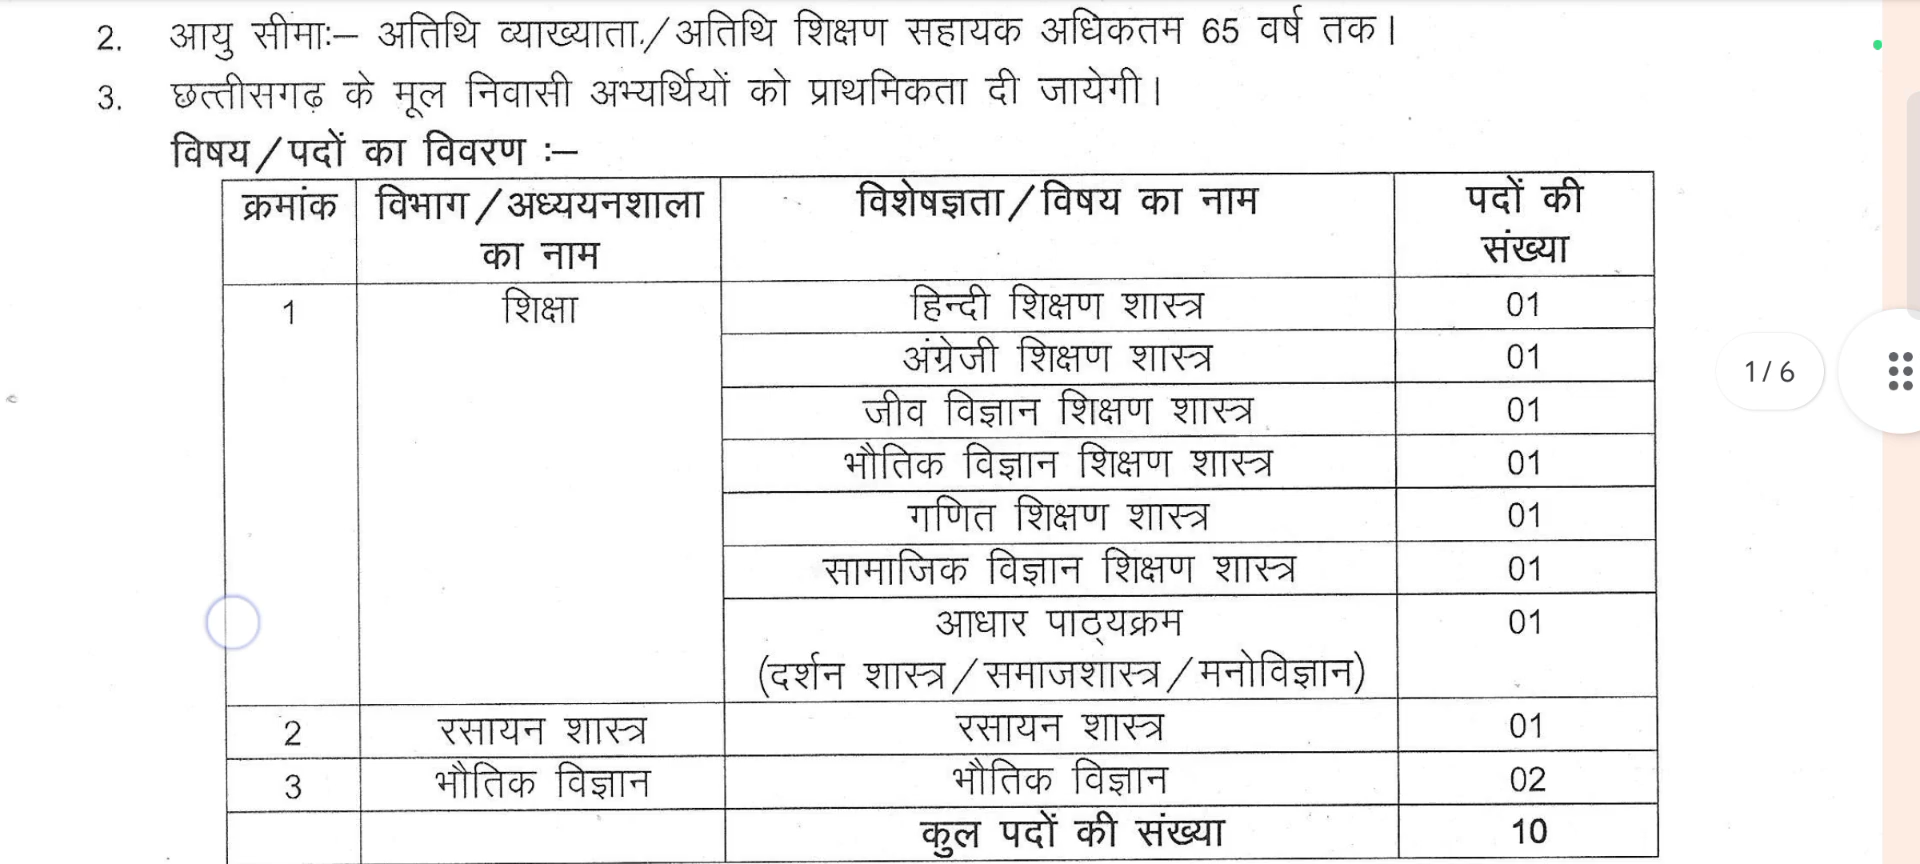 2. आयु सीमाः– अतिथि व्याख्याता./अतिथि शिक्षण सहायक अधिकतम 65 वर्ष तक।
3. छत्तीसगढ़ के मूल निवासी अभ्यर्थियों को प्राथमिकता दी जायेगी।
विषय/पदों का विवरण :–
क्रमांक विभाग/अध्ययनशाला विशेषज्ञता/विषय का नाम पदों की
का नाम संख्या
1 शिक्षा हिन्दी शिक्षण शास्त्र 01
अंग्रेजी शिक्षण शास्त्र 01
जीव विज्ञान शिक्षण शास्त्र 01
भौतिक विज्ञान शिक्षण शास्त्र 01
1/6
गणित शिक्षण शास्त्र 01
सामाजिक विज्ञान शिक्षण शास्त्र 01
आधार पाठ्यक्रम 01
(दर्शन शास्त्र/समाजशास्त्र/मनोविज्ञान)
2 रसायन शास्त्र रसायन शास्त्र 01
3 भौतिक विज्ञान भौतिक विज्ञान 02
कुल पदों की संख्या 10